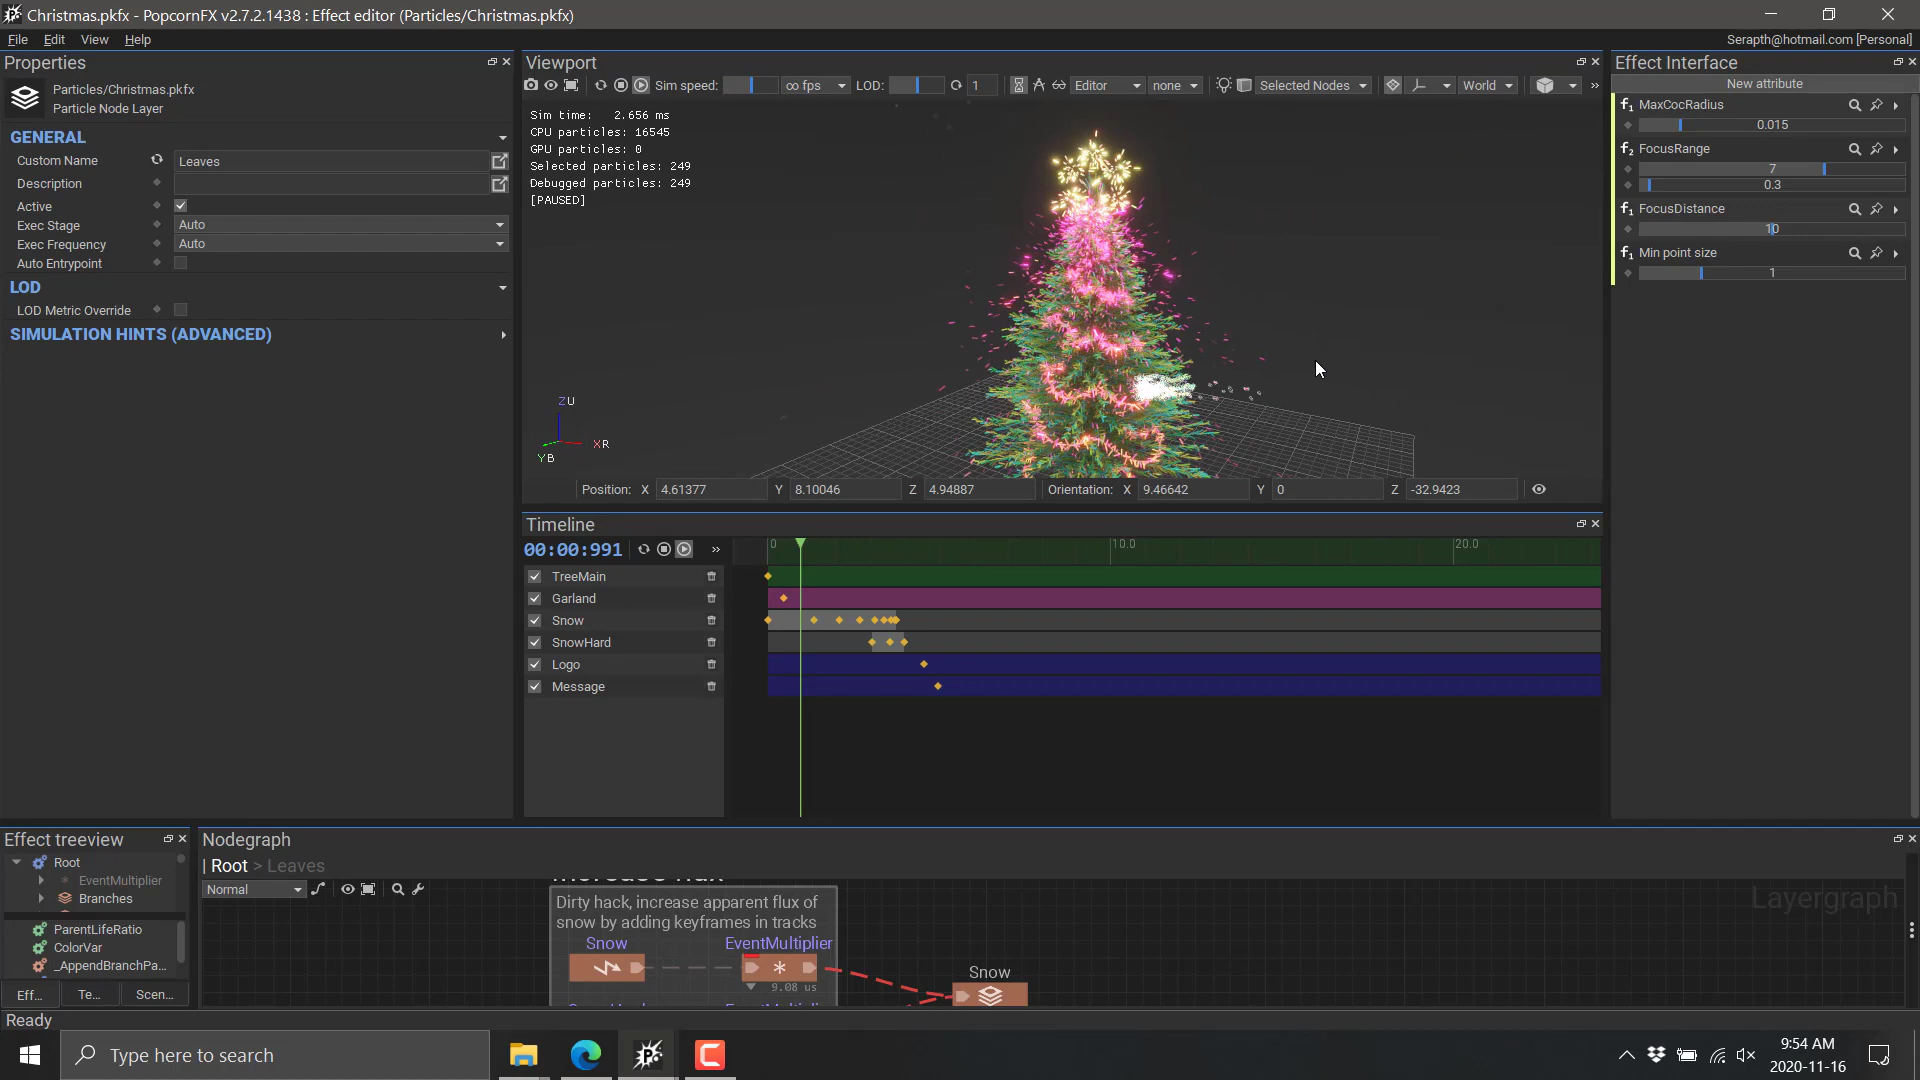 Christmas.pkfx - PopcornFX v2.7.2.1438 : Effect editor (Particles/Christmas.pkfx)
File Edit View Help
Serapth@hotmail.com [Personal]
Properties
Particles/Christmas.pkfx
Particle Node Layer
GENERAL
Custom Name Leaves
Description
Active
Exec Stage Auto
Exec Frequency Auto
Auto Entrypoint
LOD
LOD Metric Override
SIMULATION HINTS (ADVANCED)
Viewport
Sim speed: ∞ fps LOD: 1 Editor none Selected Nodes World »
Sim time: 2.656 ms
CPU particles: 16545
GPU particles: 0
Selected particles: 249
Debugged particles: 249
[PAUSED]
ZU
XR
YB
Position: X 4.61377 Y 8.10046 Z 4.94887 Orientation: X 9.46642 Y 0 Z -32.9423
Timeline
00:00:991 » 0 10.0 20.0
TreeMain
Garland
Snow
SnowHard
Logo
Message
Effect Interface
New attribute
f1 MaxCocRadius
0.015
f2 FocusRange
7
0.3
f1 FocusDistance
10
f1 Min point size
1
Effect treeview
Root
EventMultiplier
Branches
ParentLifeRatio
ColorVar
_AppendBranchPa...
Eff... Te... Scen...
Nodegraph
| Root > Leaves
Normal
Layergraph
Dirty hack, increase apparent flux of
snow by adding keyframes in tracks
Snow EventMultiplier
9.08 us
Snow
Ready
Type here to search
9:54 AM
2020-11-16